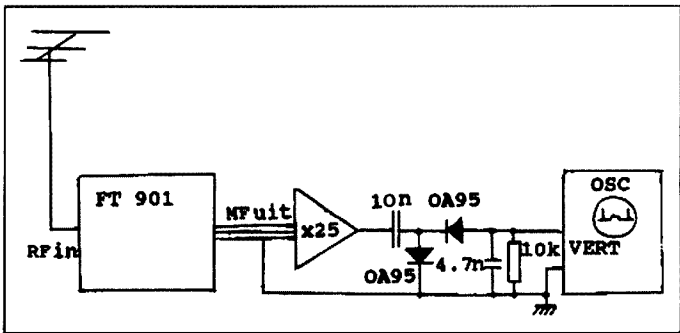 FT 901
RFin
MFuit
x25
10n
OA95
OA95
4.7n
10k
OSC
VERT